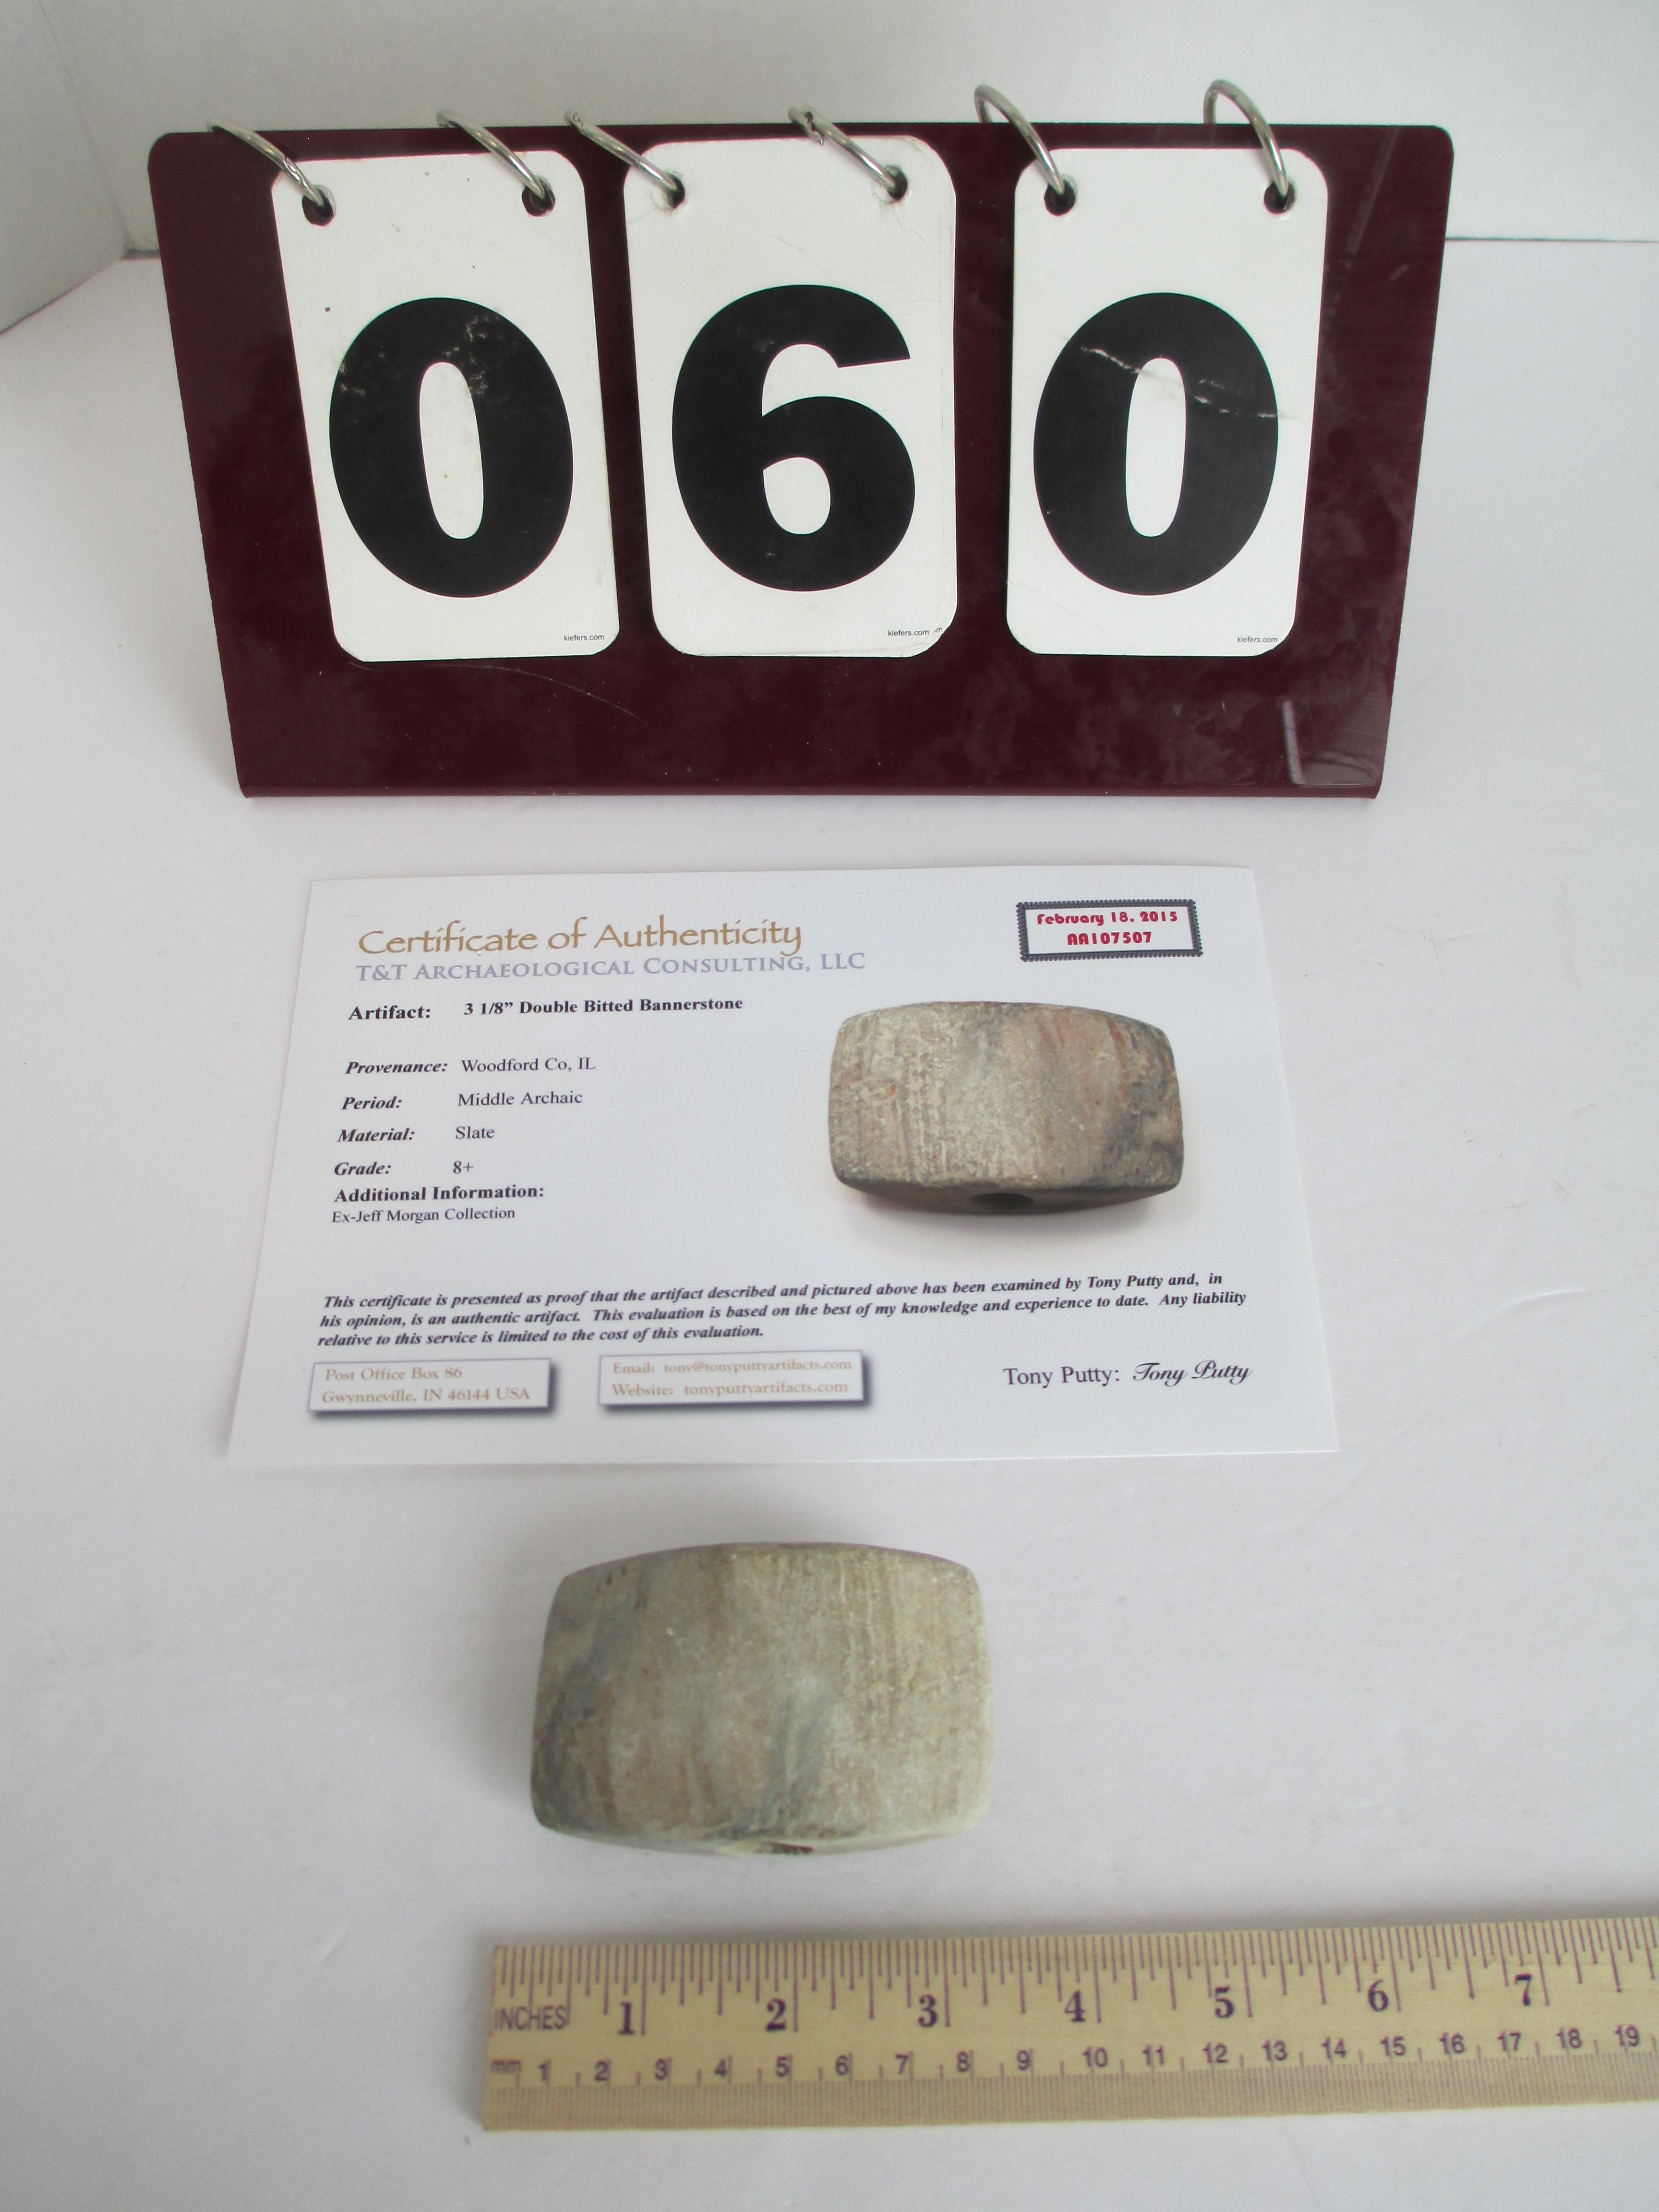 060
kiefers.com kiefers.com kiefers.com
Certificate of Authenticity
T&T ARCHAEOLOGICAL CONSULTING, LLC
February 18, 2015
AA107507
Artifact: 3 1/8” Double Bitted Bannerstone
Provenance: Woodford Co, IL
Period: Middle Archaic
Material: Slate
Grade: 8+
Additional Information:
Ex-Jeff Morgan Collection
This certificate is presented as proof that the artifact described and pictured above has been examined by Tony Putty and, in
his opinion, is an authentic artifact. This evaluation is based on the best of my knowledge and experience to date. Any liability
relative to this service is limited to the cost of this evaluation.
Post Office Box 86
Gwynneville, IN 46144 USA
Email: tony@tonyputtyartifacts.com
Website: tonyputtyartifacts.com
Tony Putty: Tony Putty
INCHES 1 2 3 4 5 6 7
mm 1 2 3 4 5 6 7 8 9 10 11 12 13 14 15 16 17 18 19